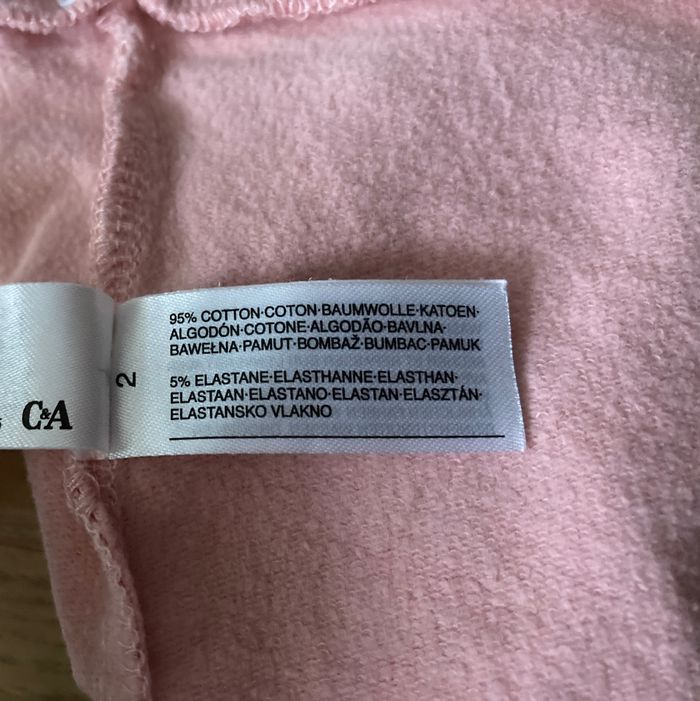 95% COTTON·COTON·BAUMWOLLE·KATOEN·
ALGODÓN·COTONE·ALGODÃO·BAVLNA·
BAWEŁNA·PAMUT·BOMBAŽ·BUMBAC·PAMUK
5% ELASTANE·ELASTHANNE·ELASTHAN·
ELASTAAN·ELASTANO·ELASTAN·ELASZTÁN·
ELASTANSKO VLAKNO
2
C&A